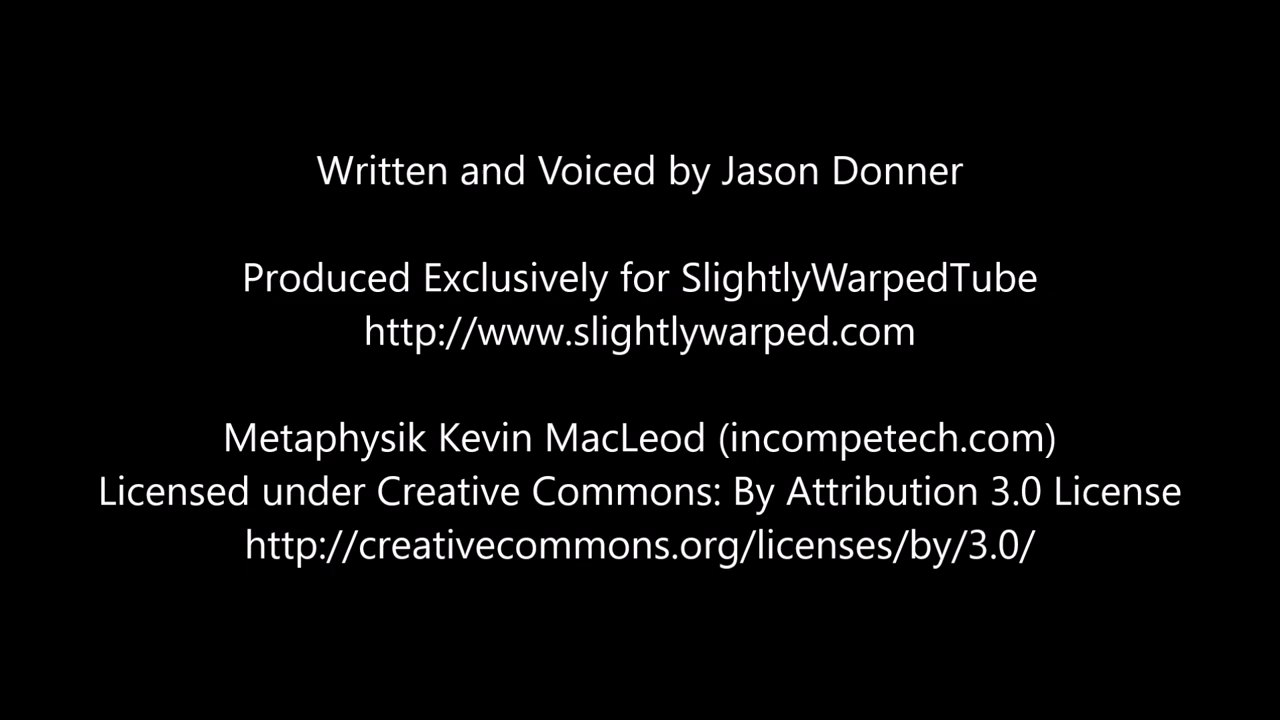 Written and Voiced by Jason Donner
Produced Exclusively for SlightlyWarpedTube
http://www.slightlywarped.com
Metaphysik Kevin MacLeod (incompetech.com)
Licensed under Creative Commons: By Attribution 3.0 License
http://creativecommons.org/licenses/by/3.0/